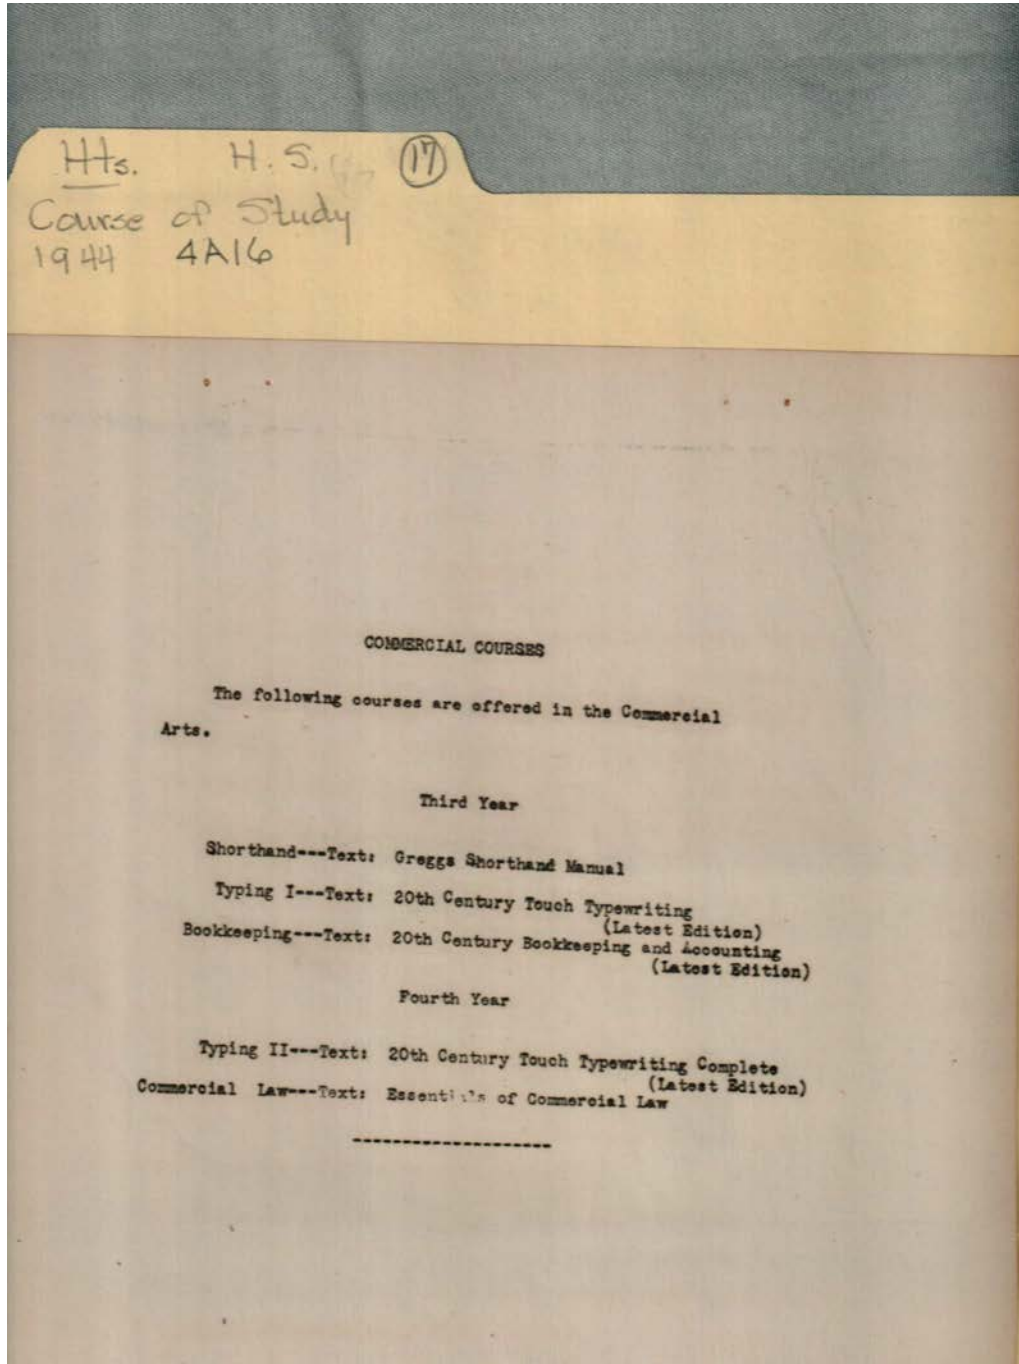 Hts. H. S. 17
Course of Study
1944 4A16
COMMERCIAL COURSES
The following courses are offered in the Commercial
Arts.
Third Year
Shorthand---Text: Greggs Shorthand Manual
Typing I---Text: 20th Century Touch Typewriting
(Latest Edition)
Bookkeeping---Text: 20th Century Bookkeeping and Accounting
(Latest Edition)
Fourth Year
Typing II---Text: 20th Century Touch Typewriting Complete
(Latest Edition)
Commercial Law---Text: Essentials of Commercial Law
--------------------